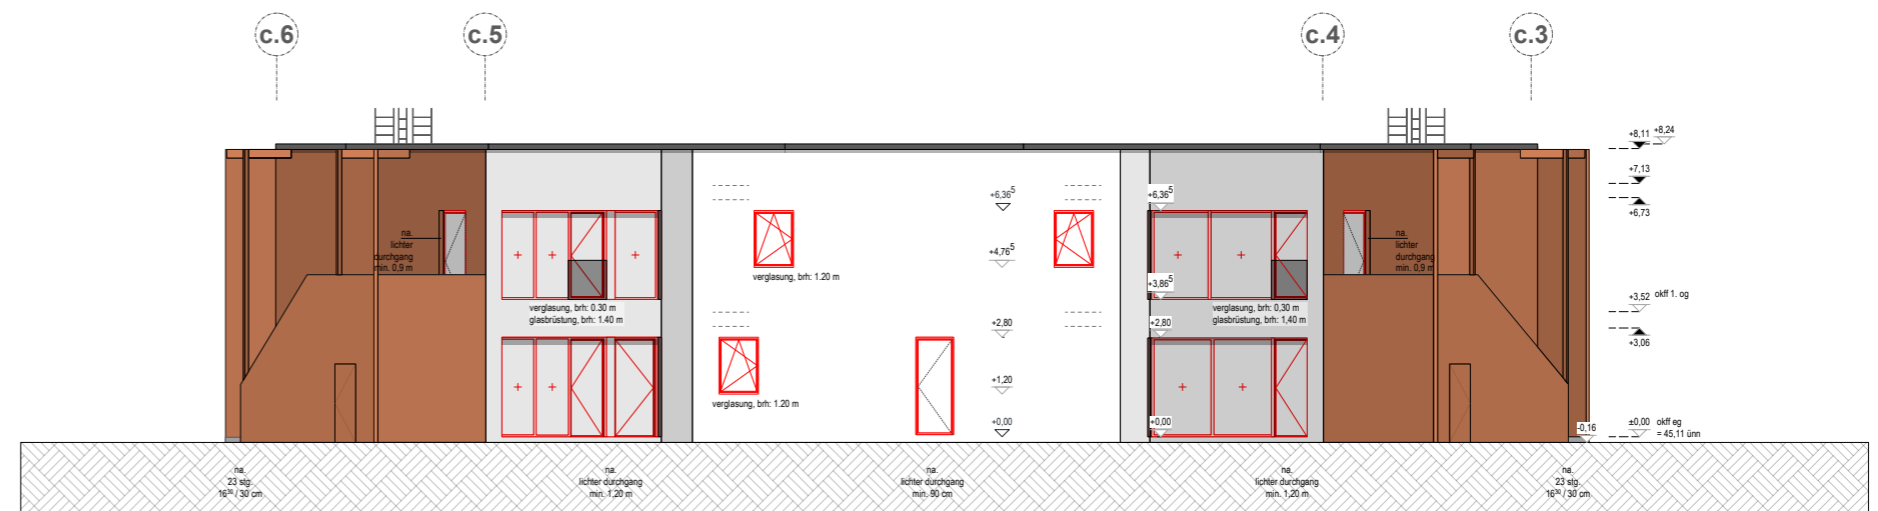 c.6
c.5
c.4
c.3
+8,11 +8,24
+7,13
+6,73
+6,36⁵
+6,36⁵
na.
lichter
durchgang
min. 0,9 m
na.
lichter
durchgang
min. 0,9 m
+4,76⁵
verglasung, brh: 1.20 m
+3,86⁵
verglasung, brh: 0.30 m
glasbrüstung, brh: 1.40 m
verglasung, brh: 0,30 m
glasbrüstung, brh: 1,40 m
+3,52 okff 1. og
+2,80
+2,80
+3,06
+1,20
verglasung, brh: 1.20 m
+0,00
+0,00
-0,16
±0,00 okff eg
= 45,11 ünn
na.
23 stg.
16³⁰ / 30 cm
na.
lichter durchgang
min. 1,20 m
na.
lichter durchgang
min. 90 cm
na.
lichter durchgang
min. 1,20 m
na.
23 stg.
16³⁰ / 30 cm